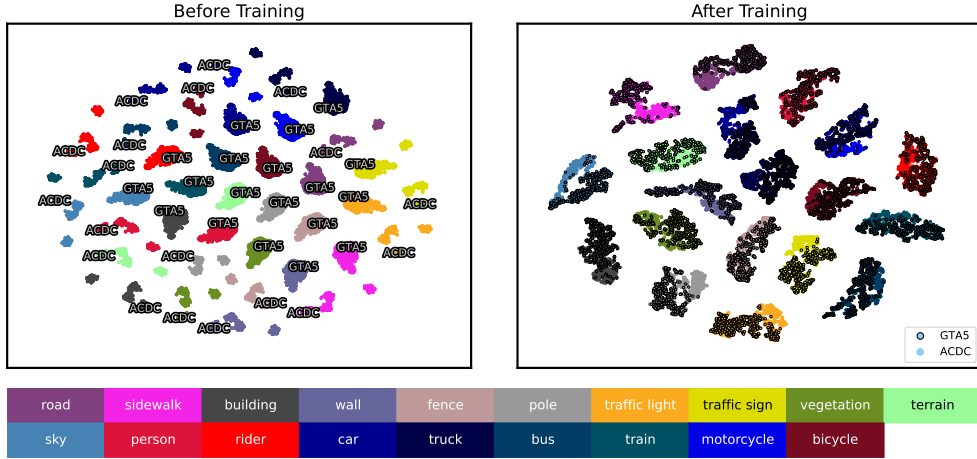 Before Training
After Training
ACDC
ACDC
ACDC
ACDC
GTA5
GTA5
GTA5
ACDC
ACDC
ACDC
GTA5
ACDC
GTA5
GTA5
GTA5
GTA5
ACDC
GTA5
GTA5
GTA5
ACDC
GTA5
GTA5
GTA5
GTA5
ACDC
GTA5
GTA5
ACDC
GTA5
GTA5
ACDC
ACDC
ACDC
GTA5
ACDC
ACDC
ACDC
ACDC
ACDC
GTA5
ACDC
road sidewalk building wall fence pole traffic light traffic sign vegetation terrain
sky person rider car truck bus train motorcycle bicycle